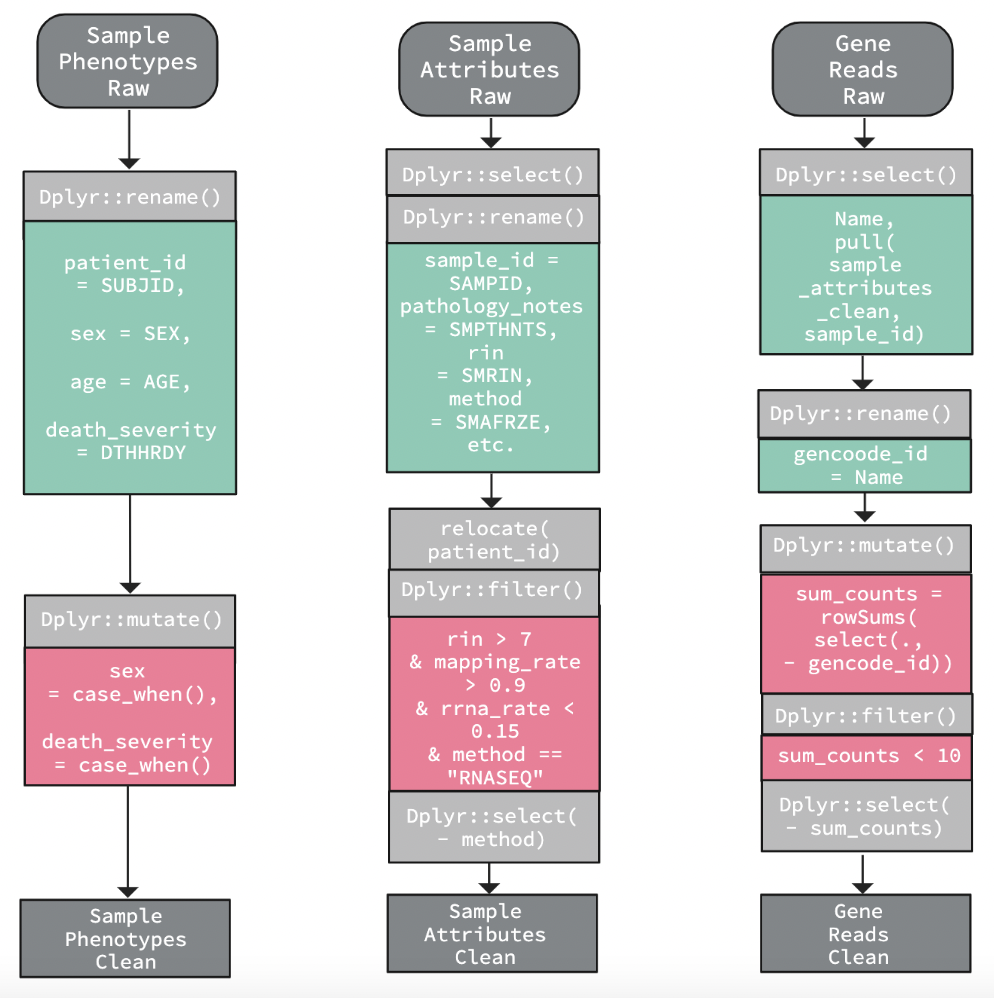 Sample
Phenotypes
Raw
Dplyr::rename()
patient_id
= SUBJID,
sex = SEX,
age = AGE,
death_severity
= DTHHRDY
Dplyr::mutate()
sex
= case_when(),
death_severity
= case_when()
Sample
Phenotypes
Clean
Sample
Attributes
Raw
Dplyr::select()
Dplyr::rename()
sample_id =
SAMPID,
pathology_notes
= SMPTHNTS,
rin
= SMRIN,
method
= SMAFRZE,
etc.
relocate(
patient_id)
Dplyr::filter()
rin > 7
& mapping_rate
> 0.9
& rrna_rate <
0.15
& method ==
"RNASEQ"
Dplyr::select(
- method)
Sample
Attributes
Clean
Gene
Reads
Raw
Dplyr::select()
Name,
pull(
sample
_attributes
_clean,
sample_id)
Dplyr::rename()
gencoode_id
= Name
Dplyr::mutate()
sum_counts =
rowSums(
select(.,
- gencode_id))
Dplyr::filter()
sum_counts < 10
Dplyr::select(
- sum_counts)
Gene
Reads
Clean